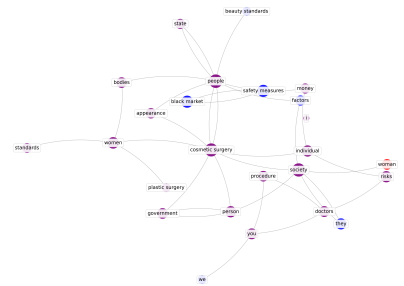 beauty standards
state
bodies
people
safety measures
money
black market
factors
appearance
standards
women
cosmetic surgery
individual
woman
society
procedure
risks
plastic surgery
government
person
doctors
they
you
we